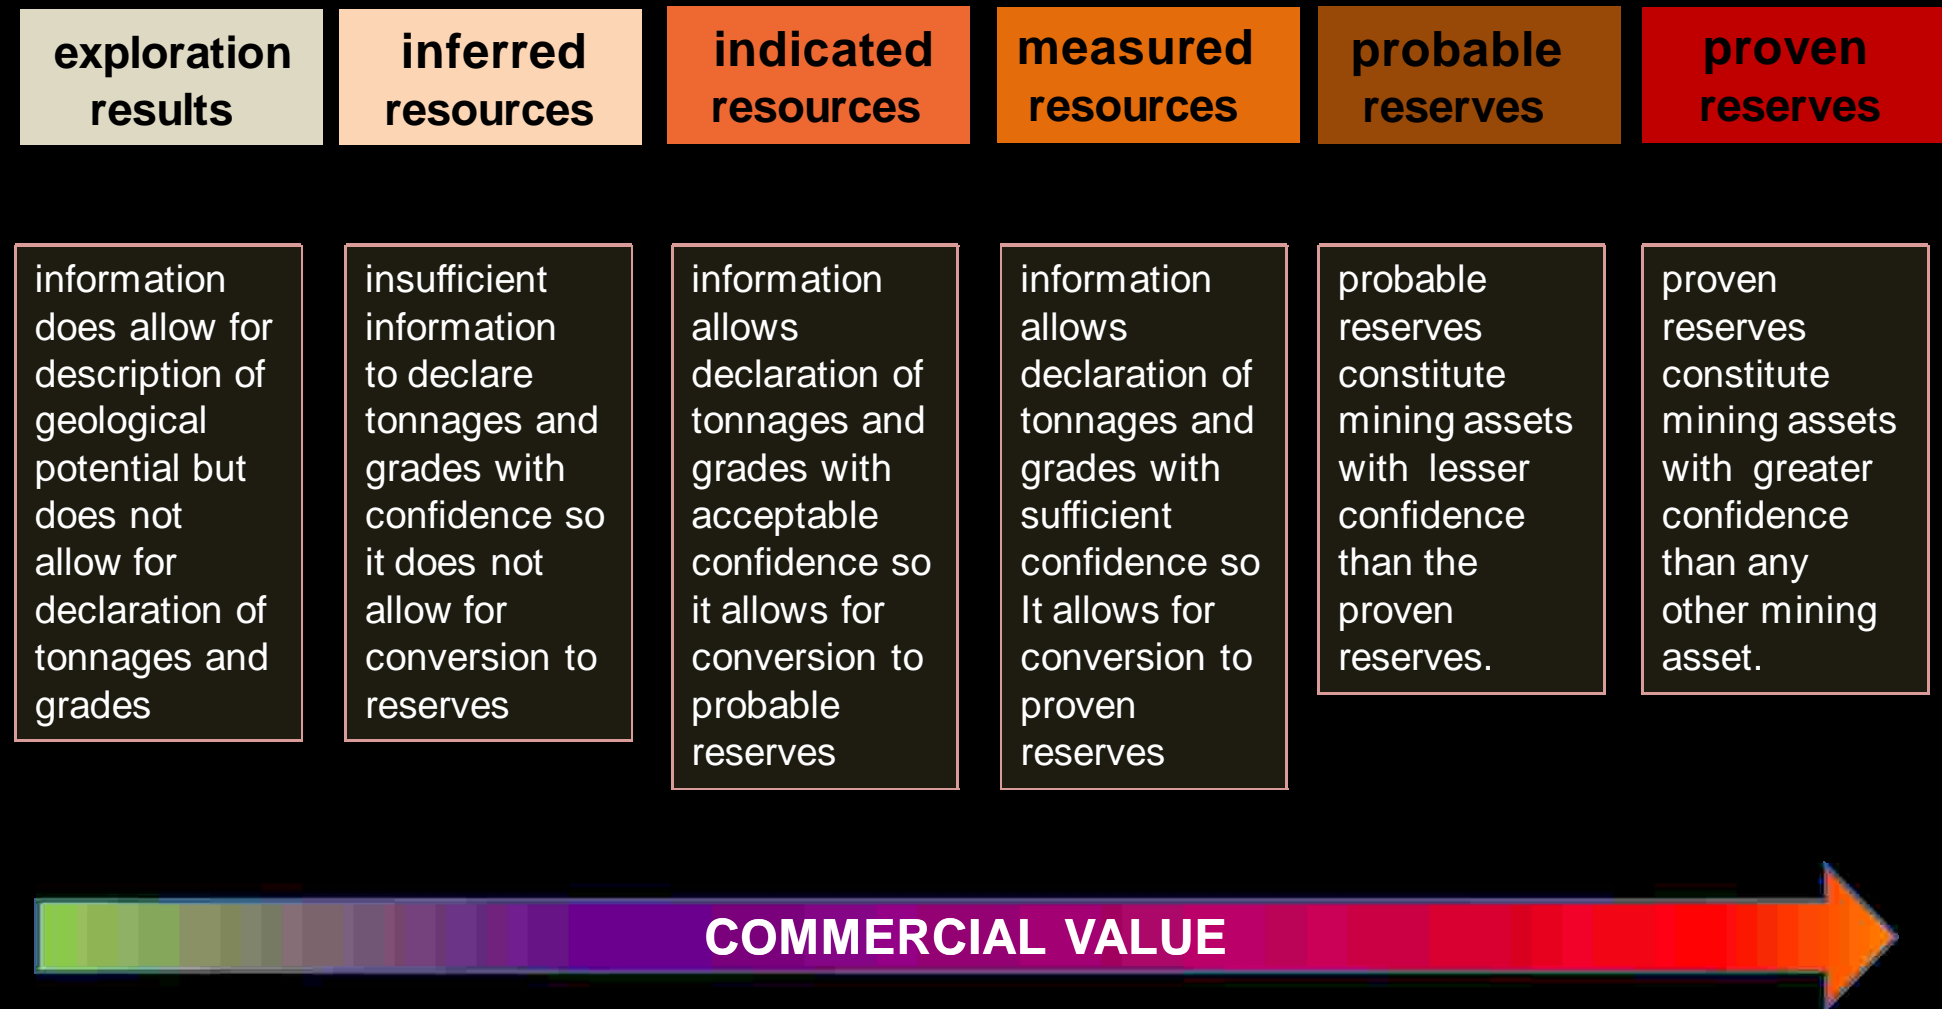 exploration
results
inferred
resources
indicated
resources
measured
resources
probable
reserves
proven
reserves
information
does allow for
description of
geological
potential but
does not
allow for
declaration of
tonnages and
grades
insufficient
information
to declare
tonnages and
grades with
confidence so
it does not
allow for
conversion to
reserves
information
allows
declaration of
tonnages and
grades with
acceptable
confidence so
it allows for
conversion to
probable
reserves
information
allows
declaration of
tonnages and
grades with
sufficient
confidence so
It allows for
conversion to
proven
reserves
probable
reserves
constitute
mining assets
with lesser
confidence
than the
proven
reserves.
proven
reserves
constitute
mining assets
with greater
confidence
than any
other mining
asset.
COMMERCIAL VALUE